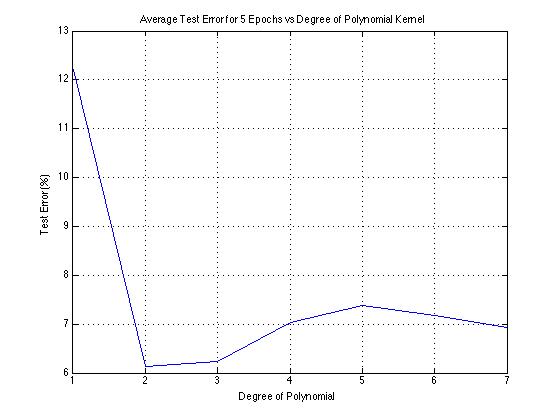 Average Test Error for 5 Epochs vs Degree of Polynomial Kernel
13
12
11
10
9
8
7
6
Test Error (%)
1 2 3 4 5 6 7
Degree of Polynomial